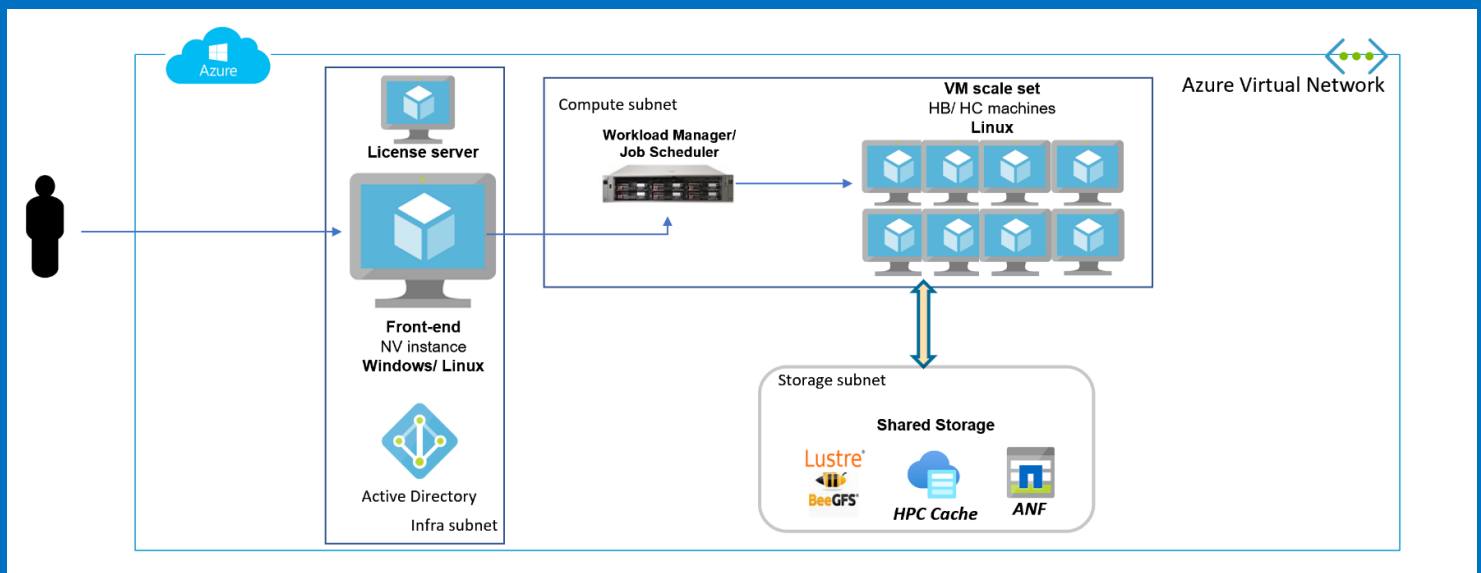 Azure
Azure Virtual Network
License server
Front-end
NV instance
Windows/ Linux
Active Directory
Infra subnet
Compute subnet
Workload Manager/
Job Scheduler
VM scale set
HB/ HC machines
Linux
Storage subnet
Shared Storage
Lustre
BeeGFS
HPC Cache
ANF